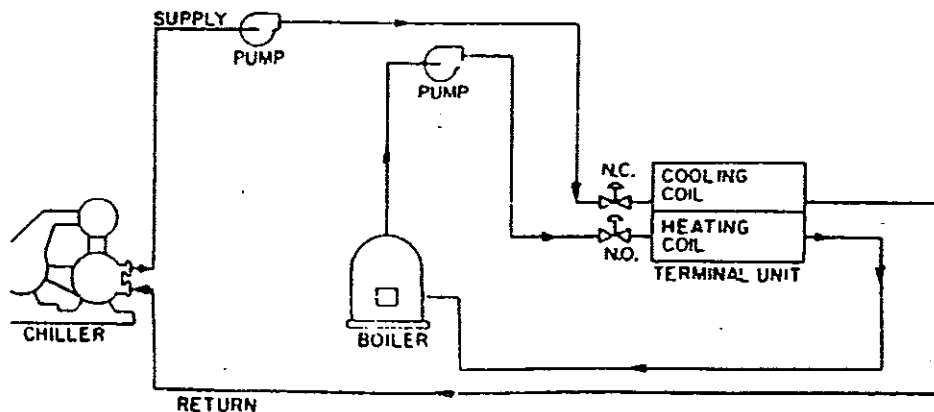 SUPPLY
PUMP
PUMP
N.C.
COOLING
COIL
HEATING
COIL
N.O.
TERMINAL UNIT
CHILLER
BOILER
RETURN